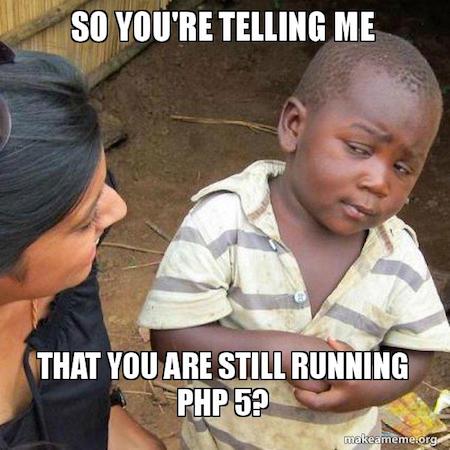 SO YOU'RE TELLING ME
THAT YOU ARE STILL RUNNING
PHP 5?
makeameme.org